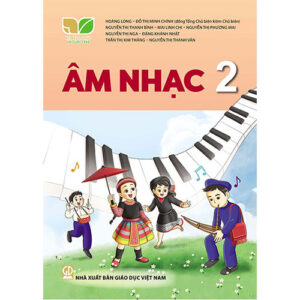 HOÀNG LONG - ĐỖ THỊ MINH CHÍNH (đồng Tổng Chủ biên kiêm Chủ biên)
NGUYỄN THỊ THANH BÌNH - MAI LINH CHI - NGUYỄN THỊ PHƯƠNG MAI
NGUYỄN THỊ NGA - ĐẶNG KHÁNH NHẬT
TRẦN THỊ KIM THĂNG - NGUYỄN THỊ THANH VÂN
ÂM NHẠC 2
NHÀ XUẤT BẢN GIÁO DỤC VIỆT NAM